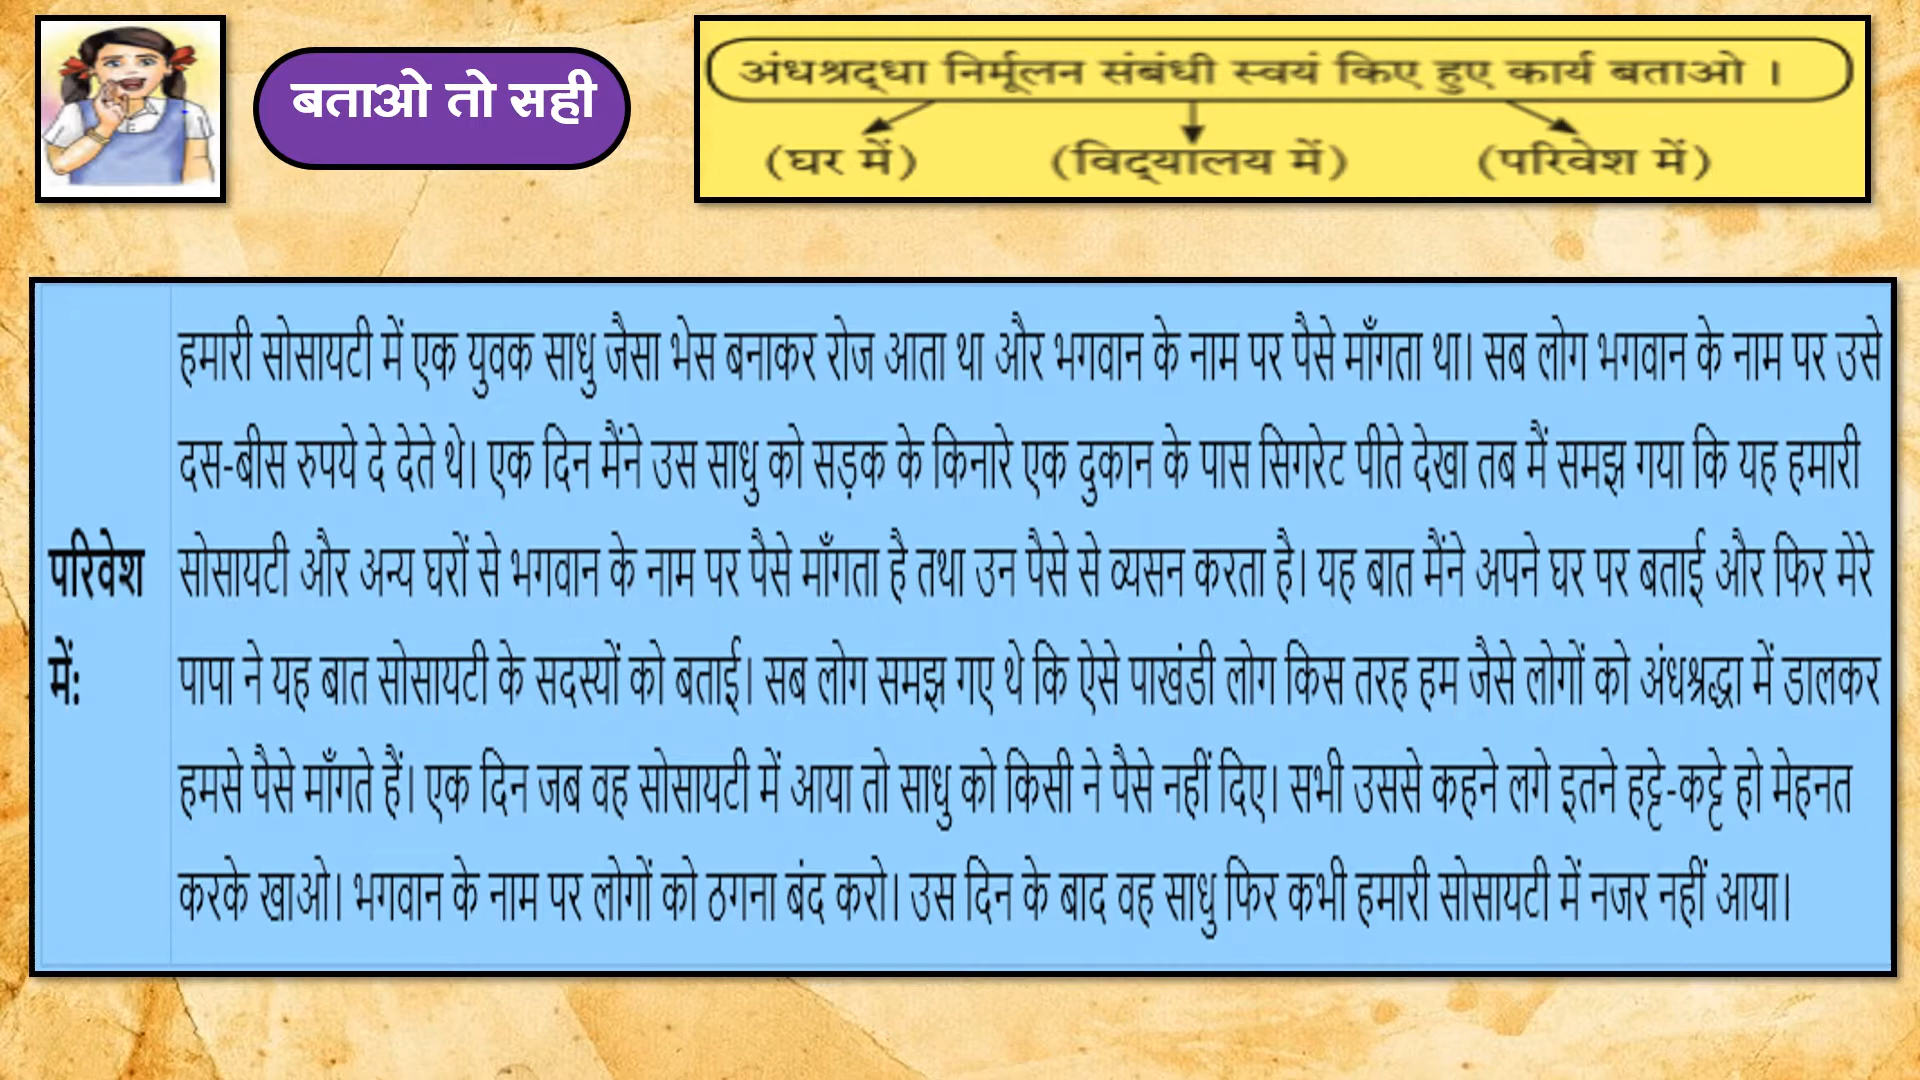 बताओ तो सही
अंधश्रद्धा निर्मूलन संबंधी स्वयं किए हुए कार्य बताओ ।
(घर में) (विद्यालय में) (परिवेश में)
हमारी सोसायटी में एक युवक साधु जैसा भेस बनाकर रोज आता था और भगवान के नाम पर पैसे माँगता था। सब लोग भगवान के नाम पर उसे
दस-बीस रुपये दे देते थे। एक दिन मैंने उस साधु को सड़क के किनारे एक दुकान के पास सिगरेट पीते देखा तब मैं समझ गया कि यह हमारी
परिवेश सोसायटी और अन्य घरों से भगवान के नाम पर पैसे माँगता है तथा उन पैसे से व्यसन करता है। यह बात मैंने अपने घर पर बताई और फिर मेरे
में: पापा ने यह बात सोसायटी के सदस्यों को बताई। सब लोग समझ गए थे कि ऐसे पाखंडी लोग किस तरह हम जैसे लोगों को अंधश्रद्धा में डालकर
हमसे पैसे माँगते हैं। एक दिन जब वह सोसायटी में आया तो साधु को किसी ने पैसे नहीं दिए। सभी उससे कहने लगे इतने हट्टे-कट्टे हो मेहनत
करके खाओ। भगवान के नाम पर लोगों को ठगना बंद करो। उस दिन के बाद वह साधु फिर कभी हमारी सोसायटी में नजर नहीं आया।